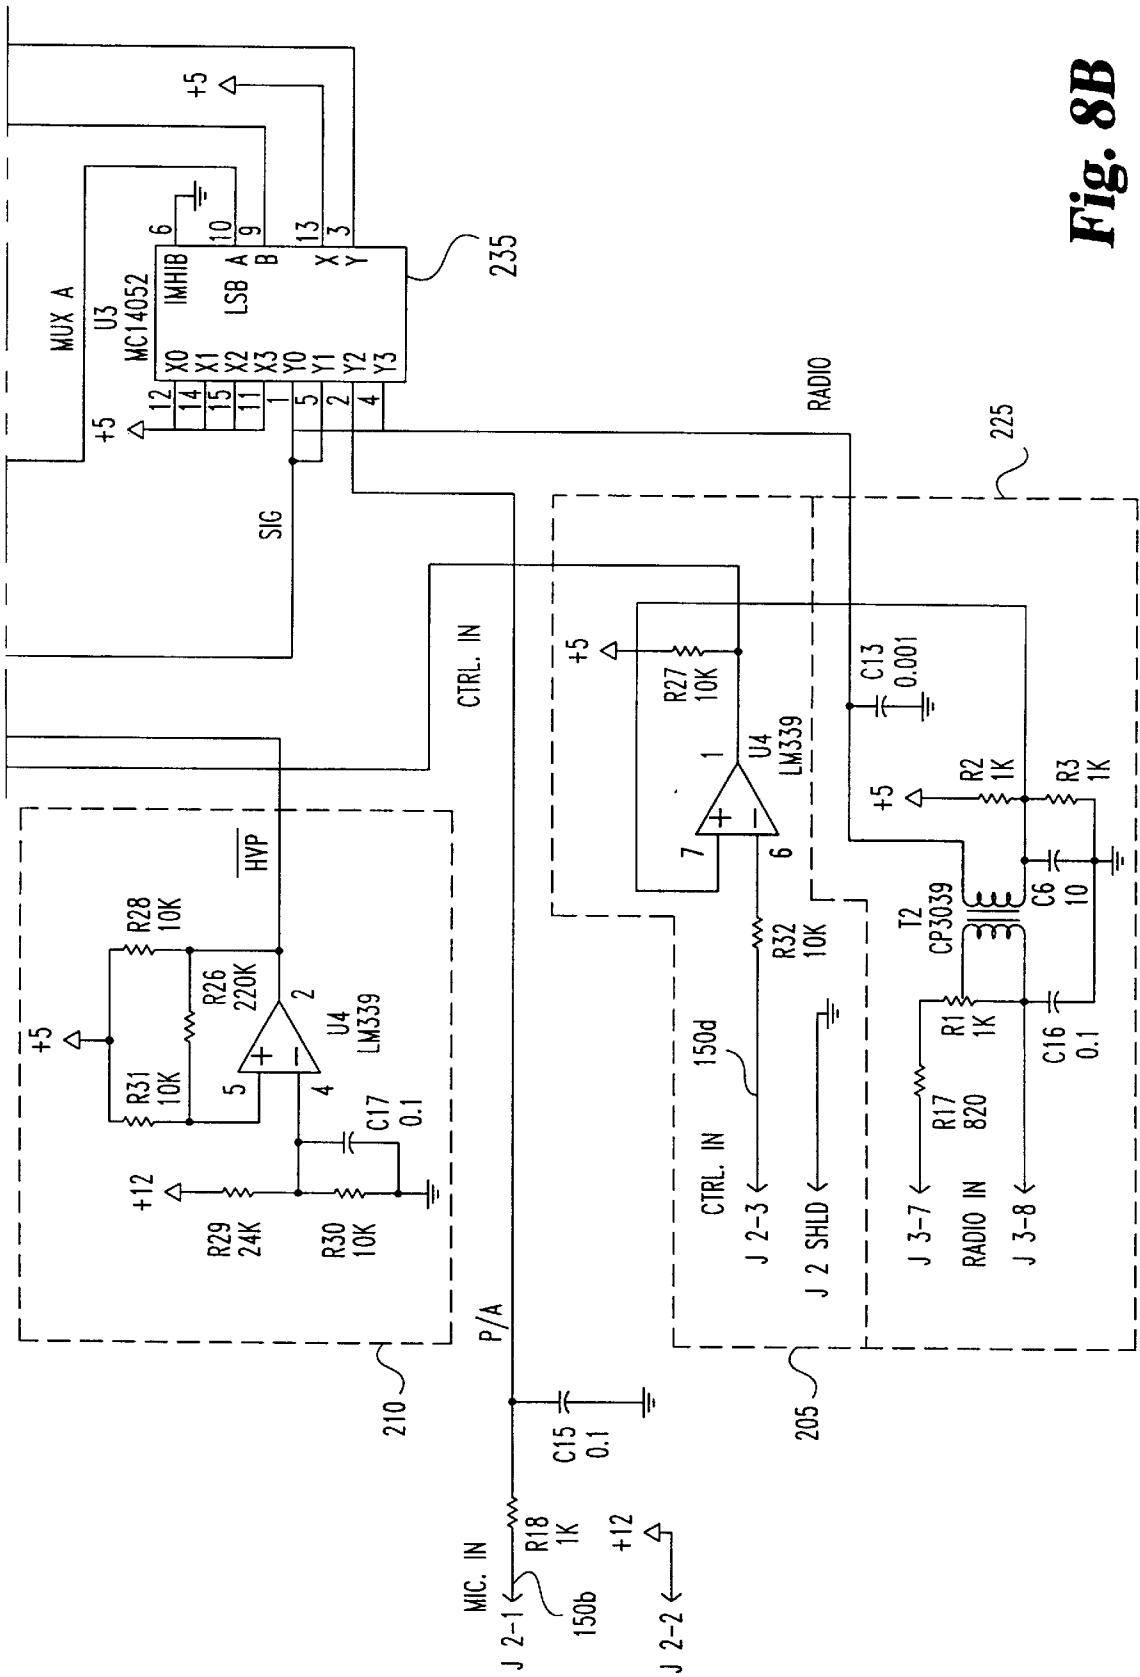 +5
R31
10K
R28
10K
R26
220K
HVP
5
4
+
−
2
U4
LM339
+12
R29
24K
R30
10K
C17
0.1
210
MUX A
U3
MC14052
+5
12
14
15
11
1
5
2
4
X0
X1
X2
X3
Y0
Y1
Y2
Y3
IMHIB
LSB
A
B
X
Y
6
10
9
13
3
+5
235
SIG
CTRL. IN
MIC. IN
J 2-1
150b
R18
1K
P/A
C15
0.1
+12
J 2-2
205
CTRL. IN
J 2-3
150d
J 2 SHLD
R32
10K
7
6
+
−
1
U4
LM339
+5
R27
10K
RADIO
225
J 3-7
RADIO IN
J 3-8
R17
820
R1
1K
C16
0.1
T2
CP3039
C6
10
+5
R2
1K
R3
1K
C13
0.001
Fig. 8B